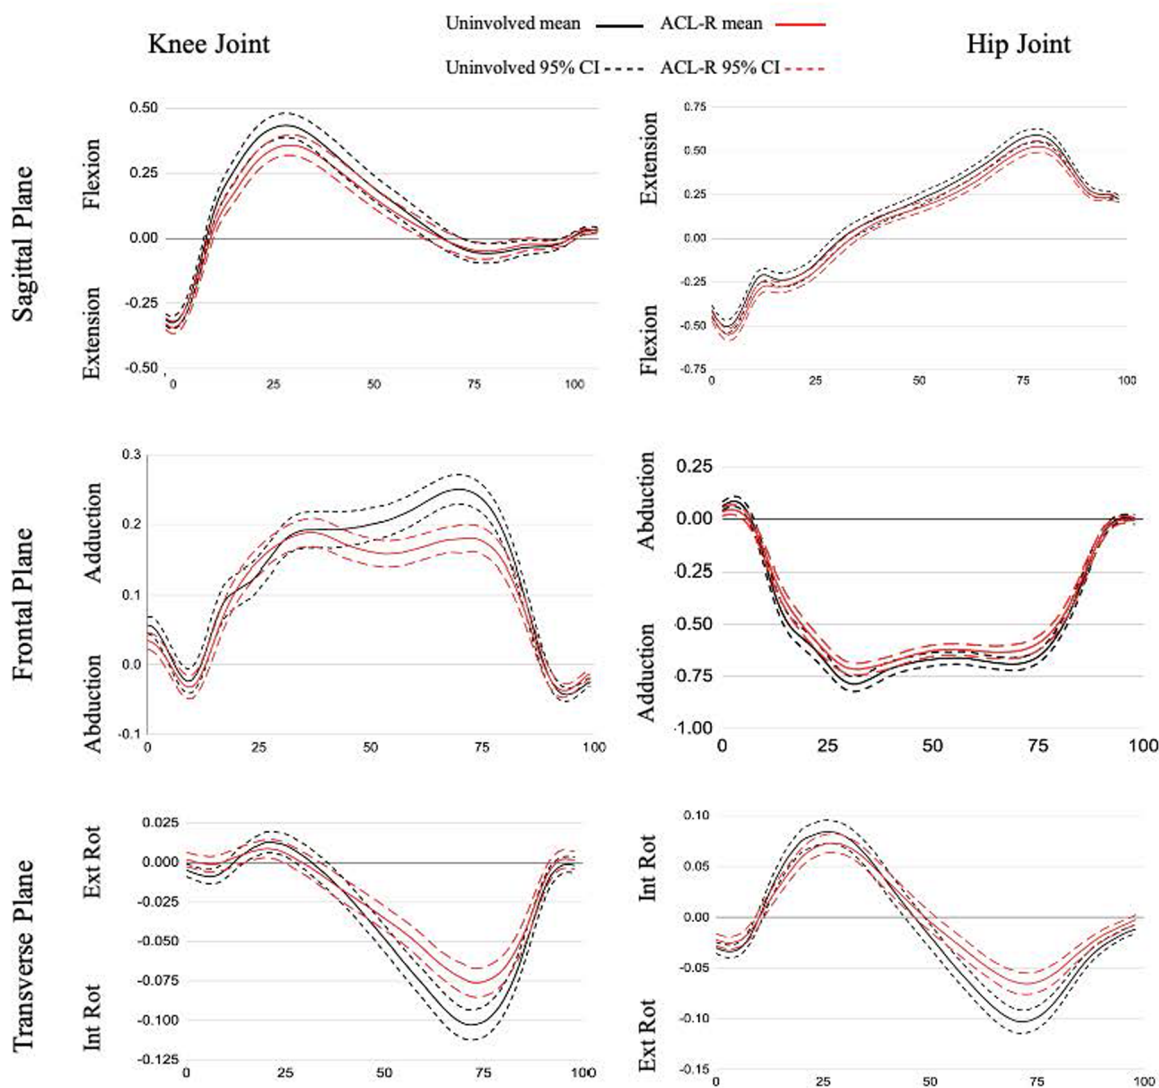 Uninvolved mean ACL-R mean
Knee Joint Hip Joint
Uninvolved 95% CI ACL-R 95% CI
Sagittal Plane
Flexion
Extension
0.50
0.25
0.00
-0.25
-0.50
0 25 50 75 100
Extension
Flexion
0.75
0.50
0.25
0.00
-0.25
-0.50
-0.75
0 25 50 75 100
Frontal Plane
Adduction
Abduction
0.3
0.2
0.1
0.0
-0.1
0 25 50 75 100
Abduction
Adduction
0.25
0.00
-0.25
-0.50
-0.75
-1.00
0 25 50 75 100
Transverse Plane
Ext Rot
Int Rot
0.025
0.000
-0.025
-0.050
-0.075
-0.100
-0.125
0 25 50 75 100
Int Rot
Ext Rot
0.10
0.05
0.00
-0.05
-0.10
-0.15
0 25 50 75 100